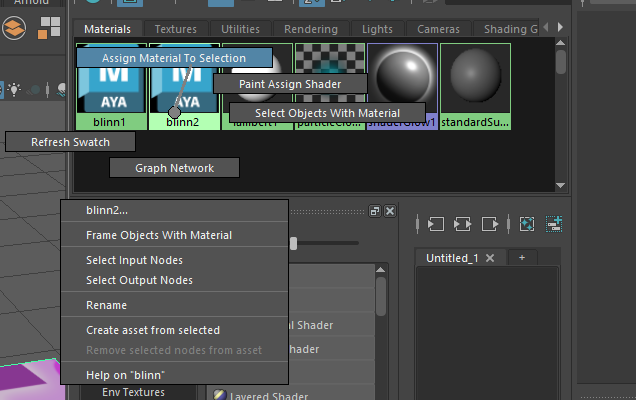 Arnold
Materials
Textures
Utilities
Rendering
Lights
Cameras
Shading G
Assign Material To Selection
Paint Assign Shader
Select Objects With Material
M
AYA
M
AYA
blinn1
blinn2
lambert1
particleClo...
shaderGlow1
standardSu...
Refresh Swatch
Graph Network
blinn2...
Frame Objects With Material
Select Input Nodes
Select Output Nodes
Rename
Create asset from selected
Remove selected nodes from asset
Help on "blinn"
Untitled_1
+
Shader
Env Textures
Layered Shader